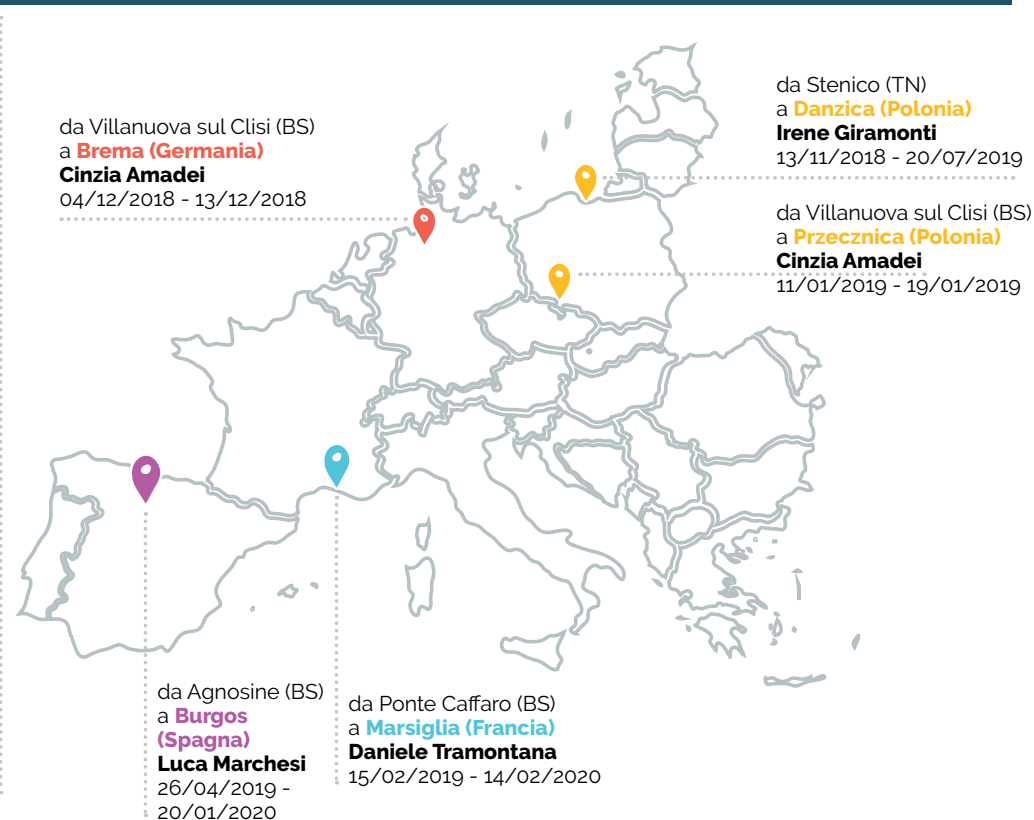 da Villanuova sul Clisi (BS)
a Brema (Germania)
Cinzia Amadei
04/12/2018 - 13/12/2018
da Stenico (TN)
a Danzica (Polonia)
Irene Giramonti
13/11/2018 - 20/07/2019
da Villanuova sul Clisi (BS)
a Przecznica (Polonia)
Cinzia Amadei
11/01/2019 - 19/01/2019
da Agnosine (BS)
a Burgos
(Spagna)
Luca Marchesi
26/04/2019 -
20/01/2020
da Ponte Caffaro (BS)
a Marsiglia (Francia)
Daniele Tramontana
15/02/2019 - 14/02/2020